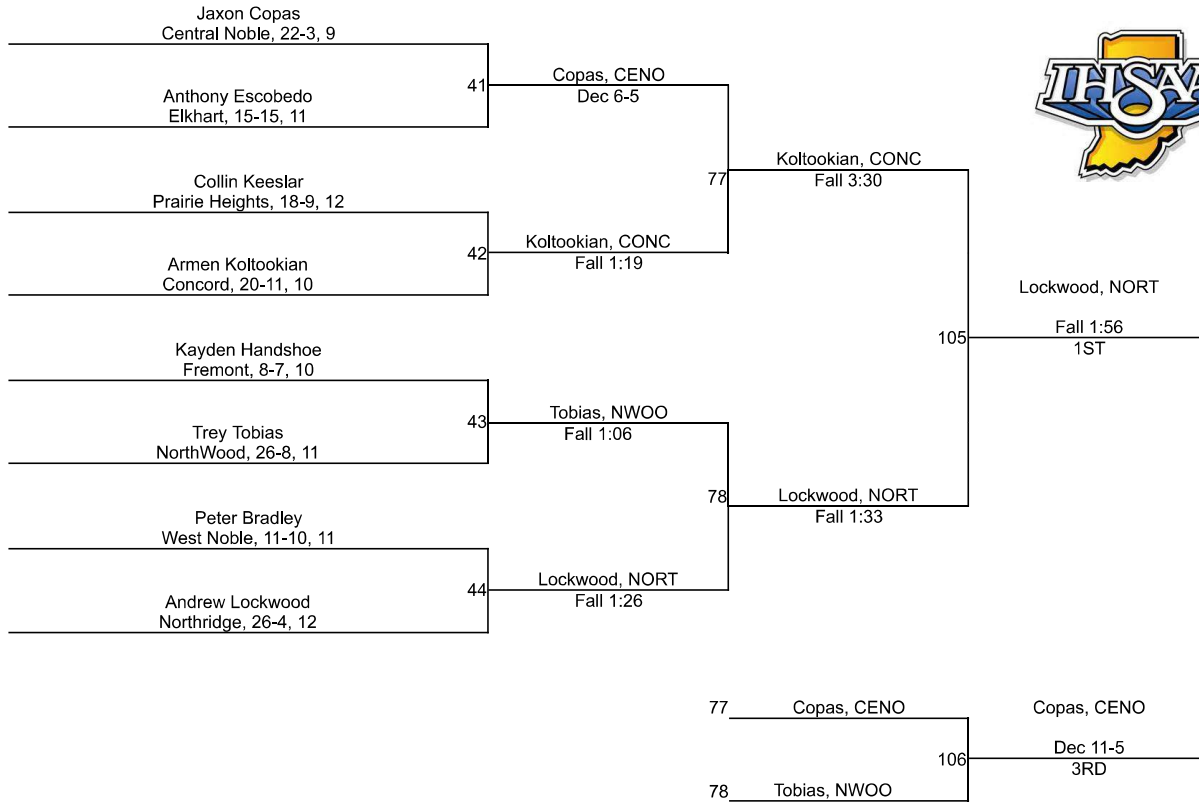 Jaxon Copas
Central Noble, 22-3, 9
41
Copas, CENO
Dec 6-5
Anthony Escobedo
Elkhart, 15-15, 11
IHSAA
77
Koltookian, CONC
Fall 3:30
Collin Keeslar
Prairie Heights, 18-9, 12
42
Koltookian, CONC
Fall 1:19
Armen Koltookian
Concord, 20-11, 10
105
Lockwood, NORT
Fall 1:56
1ST
Kayden Handshoe
Fremont, 8-7, 10
43
Tobias, NWOO
Fall 1:06
Trey Tobias
NorthWood, 26-8, 11
78
Lockwood, NORT
Fall 1:33
Peter Bradley
West Noble, 11-10, 11
44
Lockwood, NORT
Fall 1:26
Andrew Lockwood
Northridge, 26-4, 12
77
Copas, CENO
106
Copas, CENO
Dec 11-5
3RD
78
Tobias, NWOO